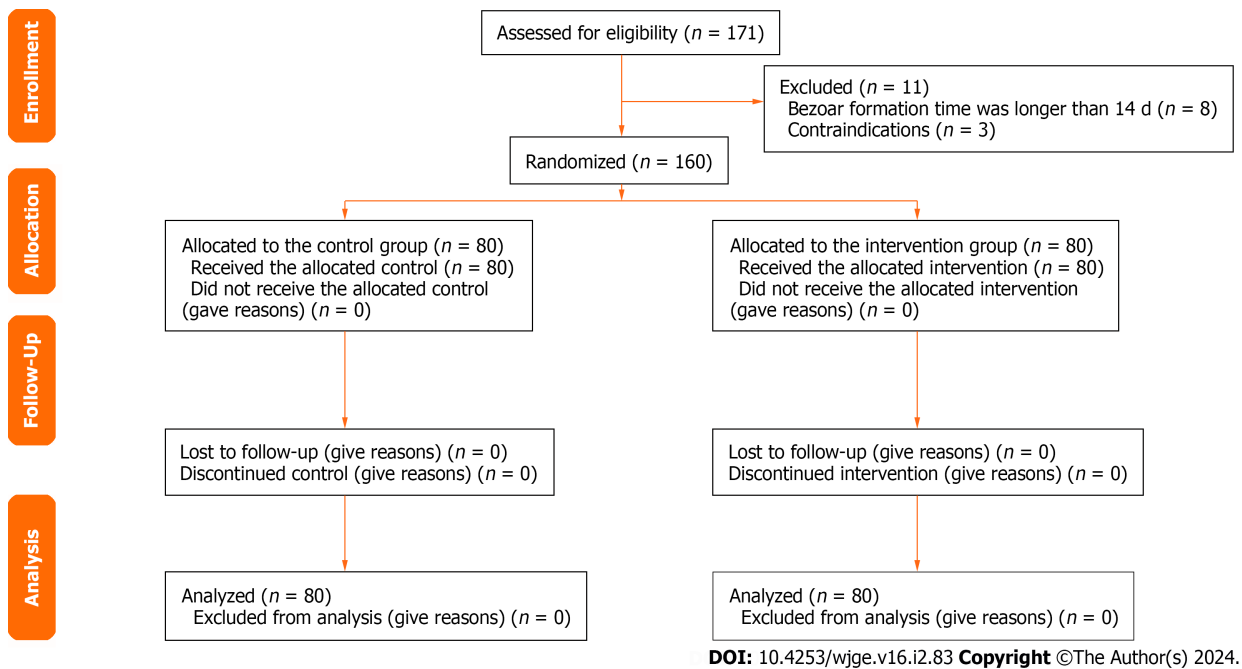 Enrollment
Assessed for eligibility (n = 171)
Excluded (n = 11)
Bezoar formation time was longer than 14 d (n = 8)
Contraindications (n = 3)
Randomized (n = 160)
Allocation
Allocated to the control group (n = 80)
Received the allocated control (n = 80)
Did not receive the allocated control
(gave reasons) (n = 0)
Allocated to the intervention group (n = 80)
Received the allocated intervention (n = 80)
Did not receive the allocated intervention
(gave reasons) (n = 0)
Follow-Up
Lost to follow-up (give reasons) (n = 0)
Discontinued control (give reasons) (n = 0)
Lost to follow-up (give reasons) (n = 0)
Discontinued intervention (give reasons) (n = 0)
Analysis
Analyzed (n = 80)
Excluded from analysis (give reasons) (n = 0)
Analyzed (n = 80)
Excluded from analysis (give reasons) (n = 0)
DOI: 10.4253/wjge.v16.i2.83 Copyright ©The Author(s) 2024.